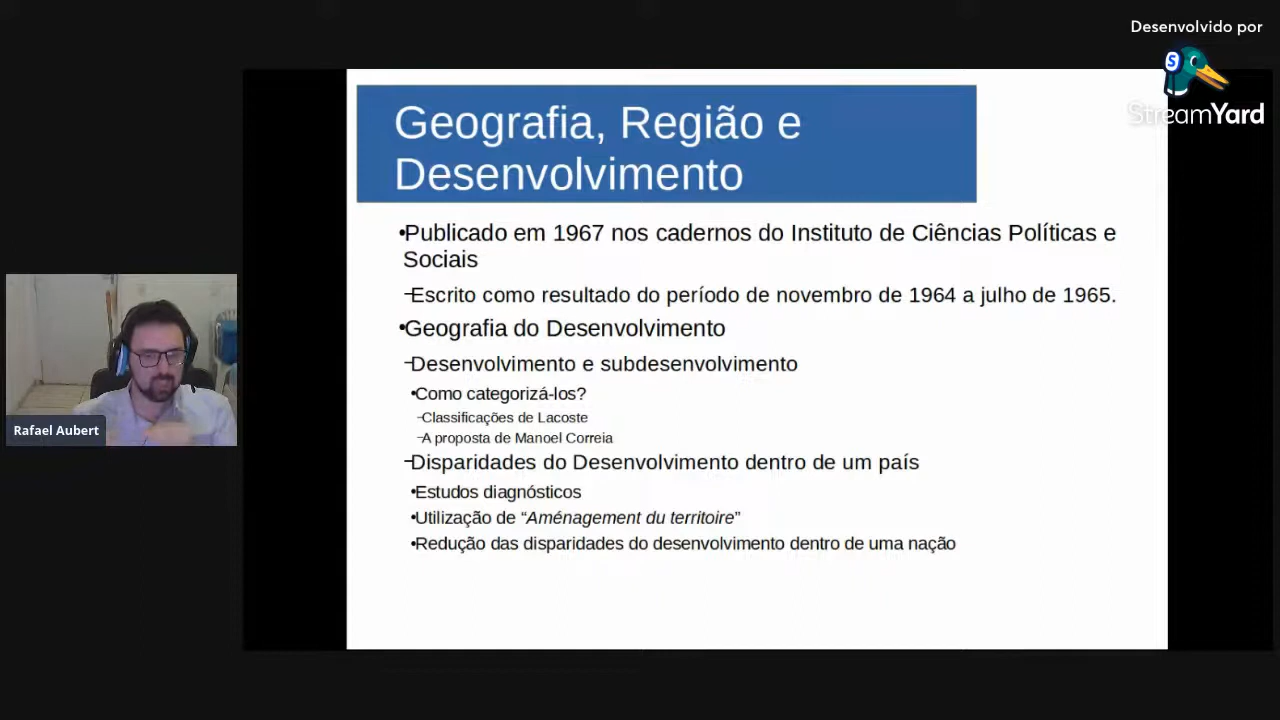 Desenvolvido por
StreamYard
Geografia, Região e
Desenvolvimento
•Publicado em 1967 nos cadernos do Instituto de Ciências Políticas e
Sociais
–Escrito como resultado do período de novembro de 1964 a julho de 1965.
•Geografia do Desenvolvimento
–Desenvolvimento e subdesenvolvimento
•Como categorizá-los?
–Classificações de Lacoste
–A proposta de Manoel Correia
–Disparidades do Desenvolvimento dentro de um país
•Estudos diagnósticos
•Utilização de “Aménagement du territoire”
•Redução das disparidades do desenvolvimento dentro de uma nação
Rafael Aubert